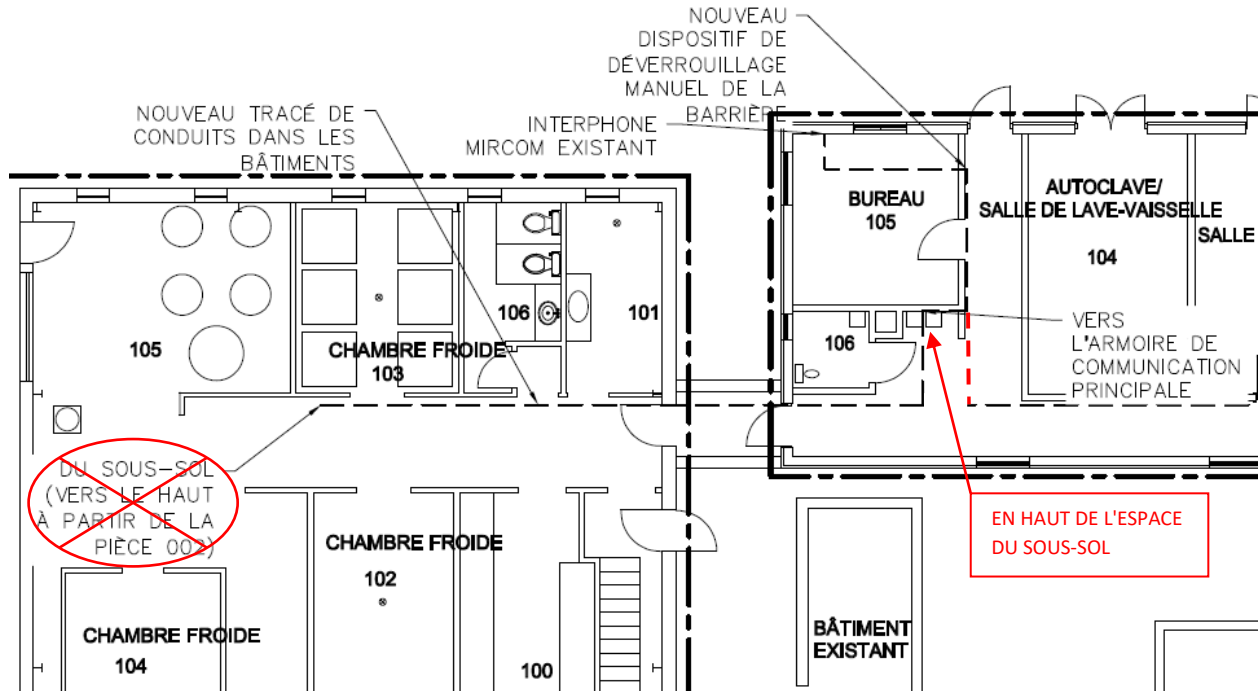 NOUVEAU
DISPOSITIF DE
DÉVERROUILLAGE
MANUEL DE LA
BARRIÈRE
NOUVEAU TRACÉ DE
CONDUITS DANS LES
BÂTIMENTS
INTERPHONE
MIRCOM EXISTANT
BUREAU
105
AUTOCLAVE/
SALLE DE LAVE-VAISSELLE
104
SALLE
105
CHAMBRE FROIDE
103
106
101
106
VERS
L'ARMOIRE DE
COMMUNICATION
PRINCIPALE
DU SOUS-SOL
(VERS LE HAUT
À PARTIR DE LA
PIÈCE 002)
EN HAUT DE L'ESPACE
DU SOUS-SOL
CHAMBRE FROIDE
102
CHAMBRE FROIDE
104
100
BÂTIMENT
EXISTANT